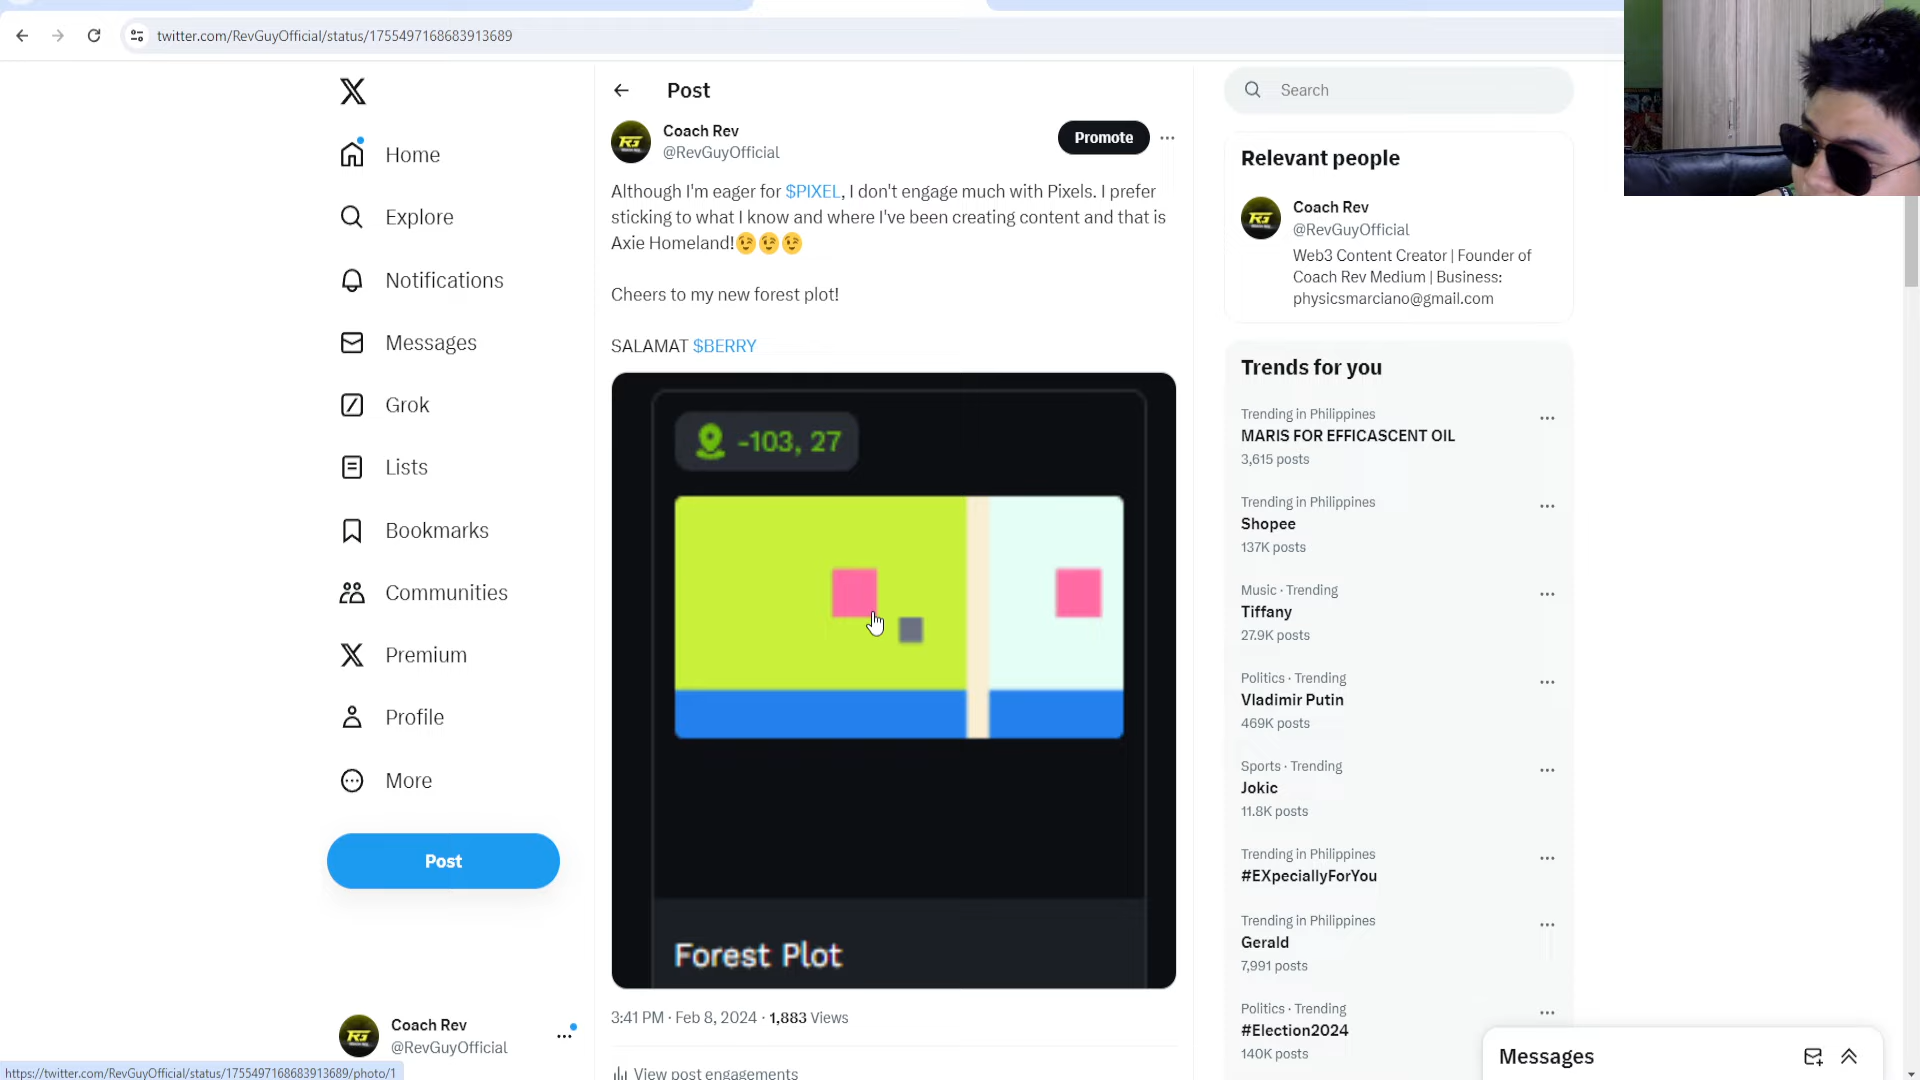 twitter.com/RevGuyOfficial/status/1755497168683913689
Home
Explore
Notifications
Messages
Grok
Lists
Bookmarks
Communities
Premium
Profile
More
Post
Coach Rev
@RevGuyOfficial
https://twitter.com/RevGuyOfficial/status/1755497168683913689/photo/1
Post
Coach Rev
@RevGuyOfficial
Promote
Although I'm eager for $PIXEL, I don't engage much with Pixels. I prefer
sticking to what I know and where I've been creating content and that is
Axie Homeland!😉😉😉
Cheers to my new forest plot!
SALAMAT $BERRY
-103, 27
Forest Plot
3:41 PM · Feb 8, 2024 · 1,883 Views
View post engagements
Search
Relevant people
Coach Rev
@RevGuyOfficial
Web3 Content Creator | Founder of
Coach Rev Medium | Business:
physicsmarciano@gmail.com
Trends for you
Trending in Philippines
MARIS FOR EFFICASCENT OIL
3,615 posts
Trending in Philippines
Shopee
137K posts
Music · Trending
Tiffany
27.9K posts
Politics · Trending
Vladimir Putin
469K posts
Sports · Trending
Jokic
11.8K posts
Trending in Philippines
#EXpeciallyForYou
Trending in Philippines
Gerald
7,991 posts
Politics · Trending
#Election2024
140K posts
Messages